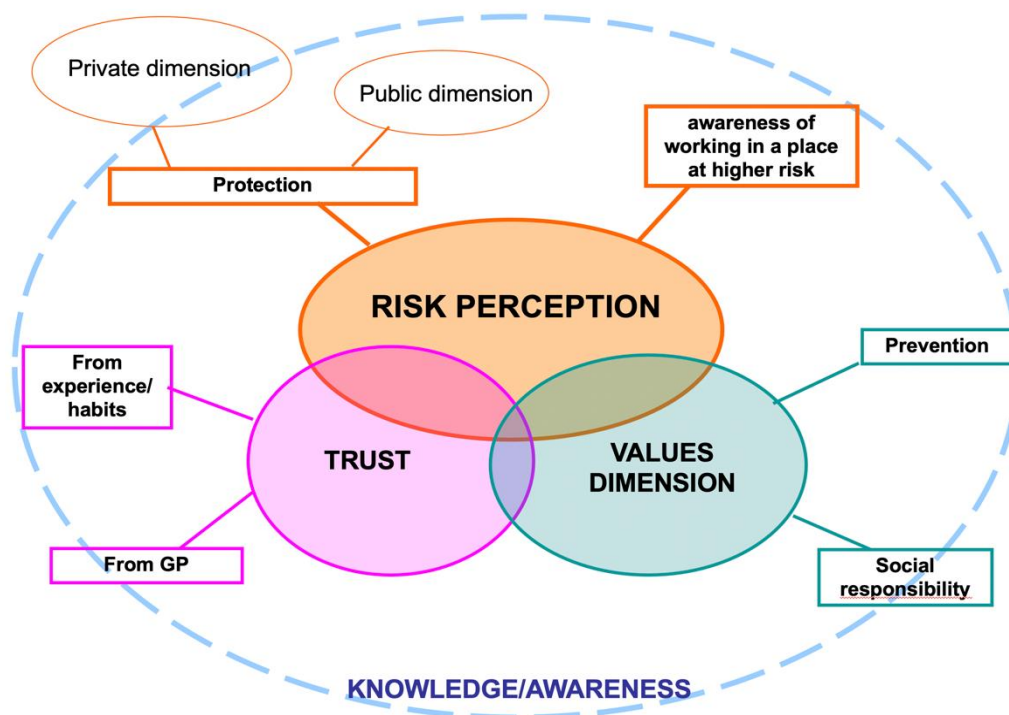 Private dimension
Public dimension
awareness of
working in a place
at higher risk
Protection
RISK PERCEPTION
From
experience/
habits
Prevention
TRUST
VALUES
DIMENSION
From GP
Social
responsibility
KNOWLEDGE/AWARENESS